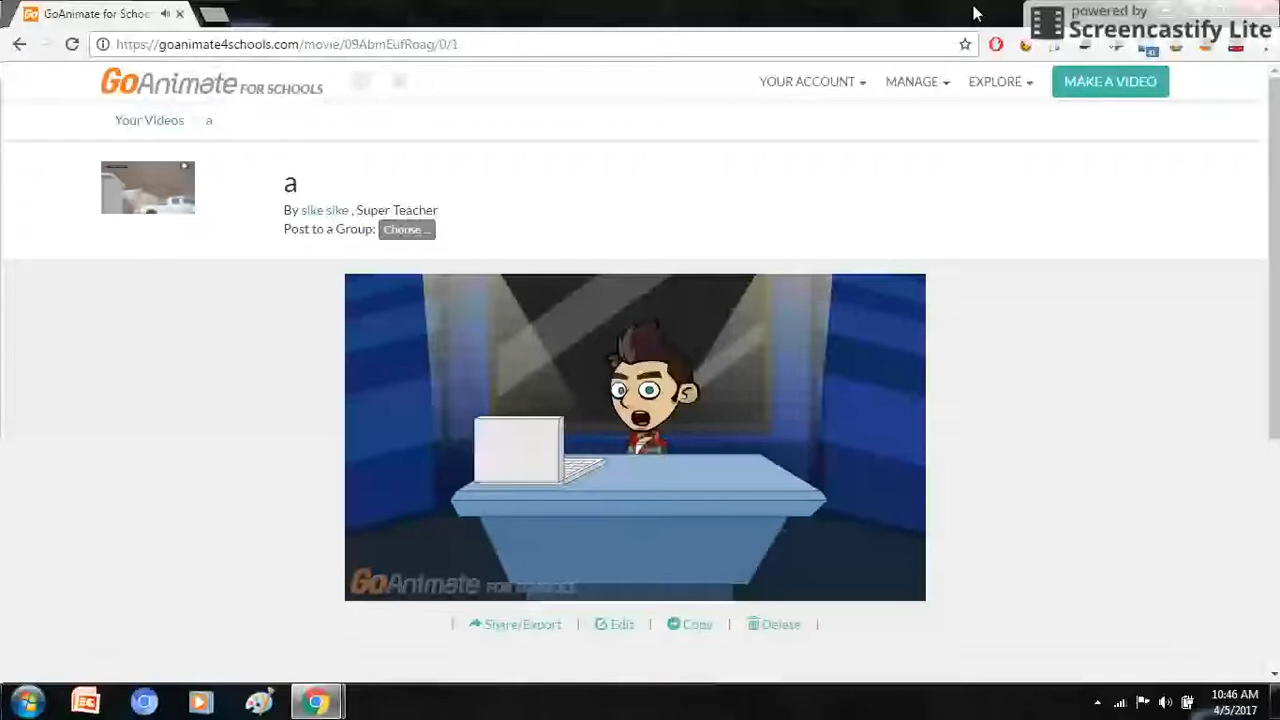 GoAnimate for Schoo
powered by
Screencastify Lite
https://goanimate4schools.com/movie/09AbmEufRoag/0/1
GoAnimate FOR SCHOOLS
YOUR ACCOUNT
MANAGE
EXPLORE
MAKE A VIDEO
Your Videos
a
a
By sike sike , Super Teacher
Post to a Group: Choose ...
GoAnimate FOR SCHOOLS
| Share/Export | Edit | Copy | Delete |
10:46 AM
4/5/2017